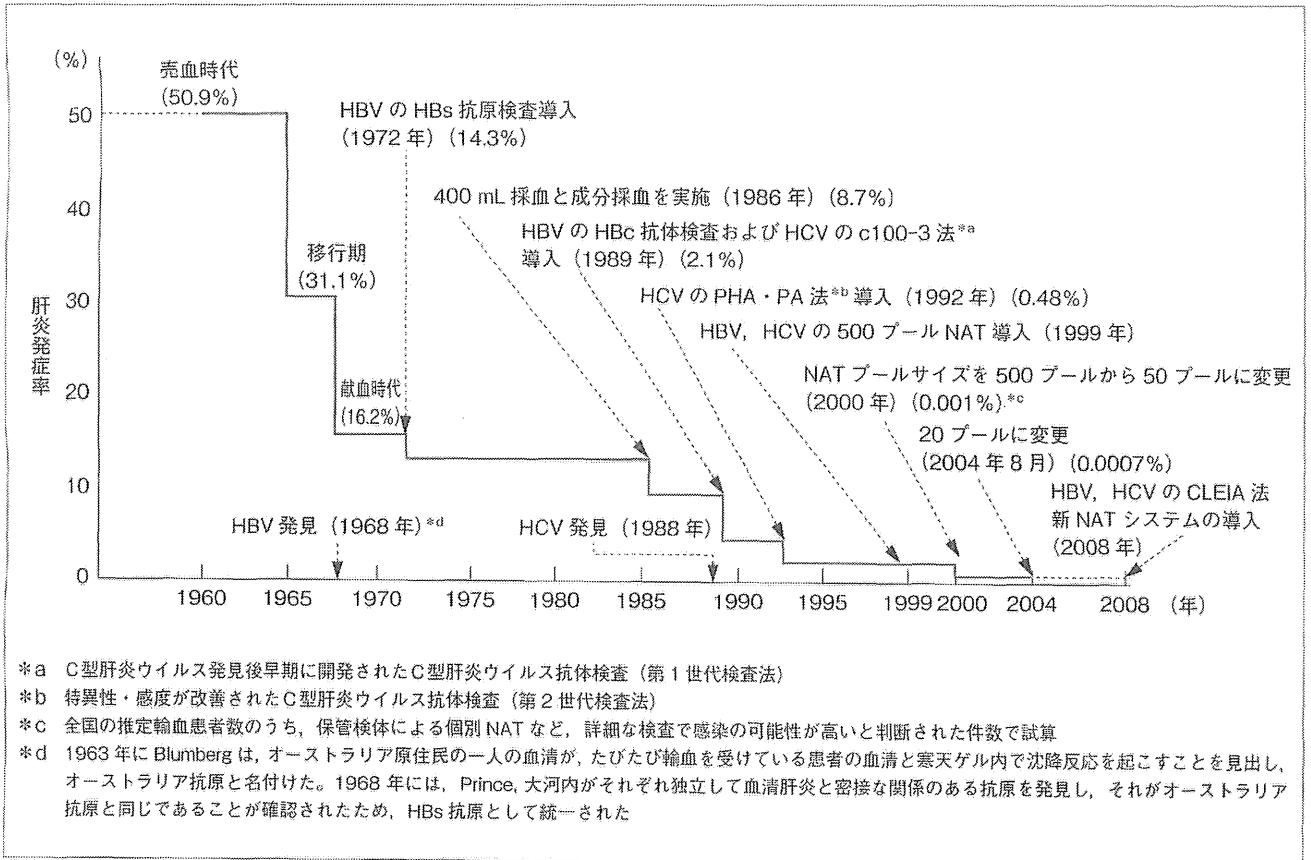 (%)
50
40
30
20
10
0
肝炎発症率
売血時代
(50.9%)
移行期
(31.1%)
献血時代
(16.2%)
HBV の HBs 抗原検査導入
(1972 年) (14.3%)
400 mL 採血と成分採血を実施 (1986 年) (8.7%)
HBV の HBc 抗体検査および HCV の c100-3 法*a
導入 (1989 年) (2.1%)
HCV の PHA・PA 法*b 導入 (1992 年) (0.48%)
HBV, HCV の 500 プール NAT 導入 (1999 年)
NAT プールサイズを 500 プールから 50 プールに変更
(2000 年) (0.001%)*c
20 プールに変更
(2004 年 8 月) (0.0007%)
HBV, HCV の CLEIA 法
新 NAT システムの導入
(2008 年)
HBV 発見 (1968 年)*d
HCV 発見 (1988 年)
1960 1965 1970 1975 1980 1985 1990 1995 1999 2000 2004 2008 (年)
*a C型肝炎ウイルス発見後早期に開発されたC型肝炎ウイルス抗体検査 (第1世代検査法)
*b 特異性・感度が改善されたC型肝炎ウイルス抗体検査 (第2世代検査法)
*c 全国の推定輸血患者数のうち,保管検体による個別 NAT など,詳細な検査で感染の可能性が高いと判断された件数で試算
*d 1963 年に Blumberg は,オーストラリア原住民の一人の血清が,たびたび輸血を受けている患者の血清と寒天ゲル内で沈降反応を起こすことを見出し,
オーストラリア抗原と名付けた。1968 年には,Prince, 大河内がそれぞれ独立して血清肝炎と密接な関係のある抗原を発見し,それがオーストラリア
抗原と同じであることが確認されたため,HBs 抗原として統一された